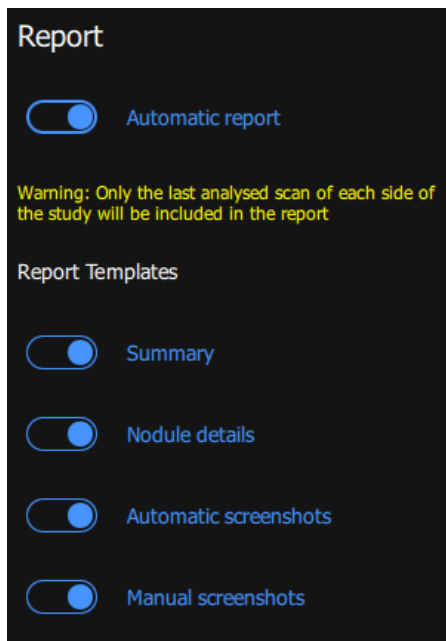 Report
Automatic report
Warning: Only the last analysed scan of each side of
the study will be included in the report
Report Templates
Summary
Nodule details
Automatic screenshots
Manual screenshots